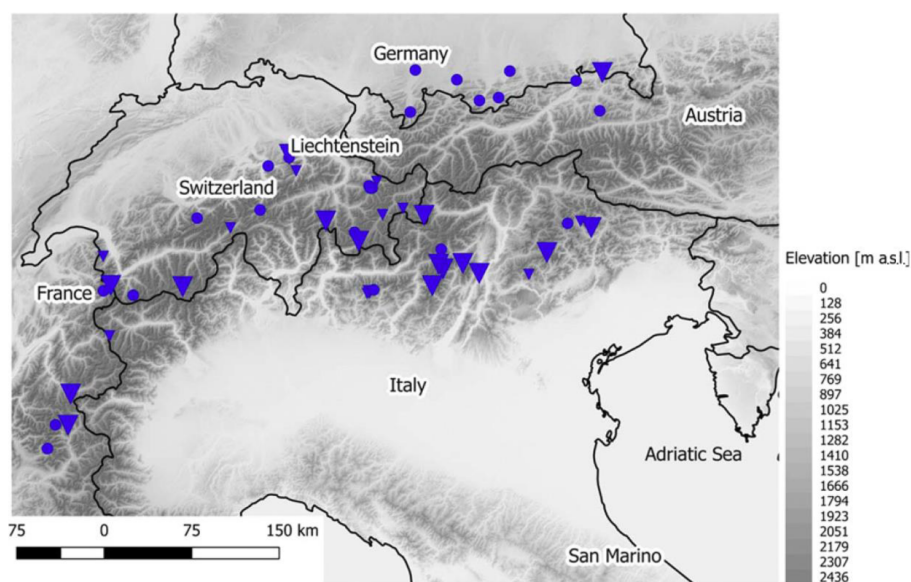 Germany
Austria
Liechtenstein
Switzerland
France
Italy
Adriatic Sea
San Marino
75 0 75 150 km
Elevation [m a.s.l.]
0
128
256
384
512
641
769
897
1025
1153
1282
1410
1538
1666
1794
1923
2051
2179
2307
2436